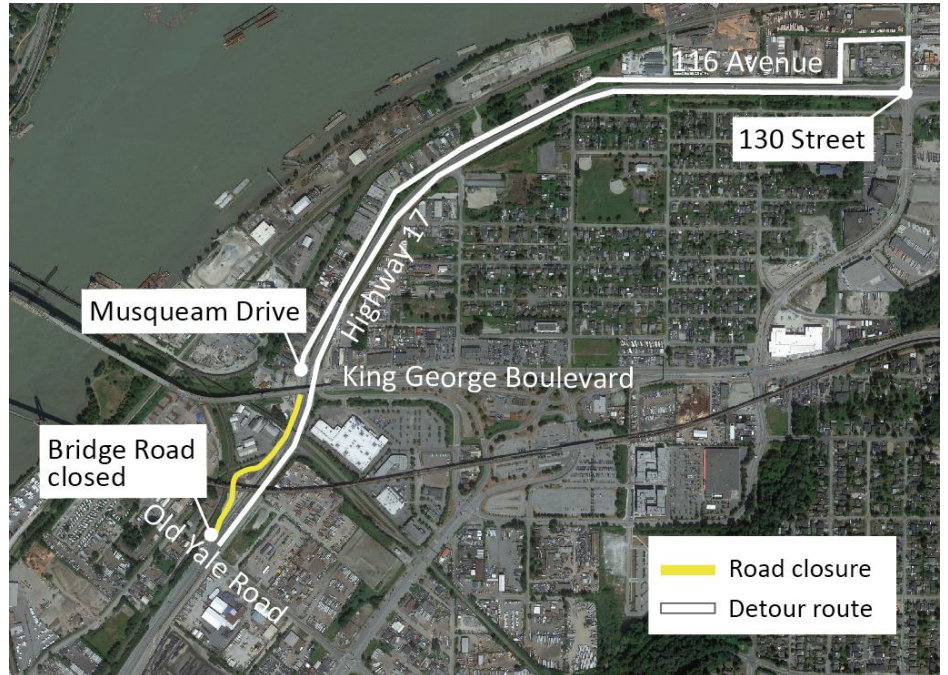 116 Avenue
130 Street
Highway 17
Musqueam Drive
King George Boulevard
Bridge Road
closed
Old Yale Road
Road closure
Detour route